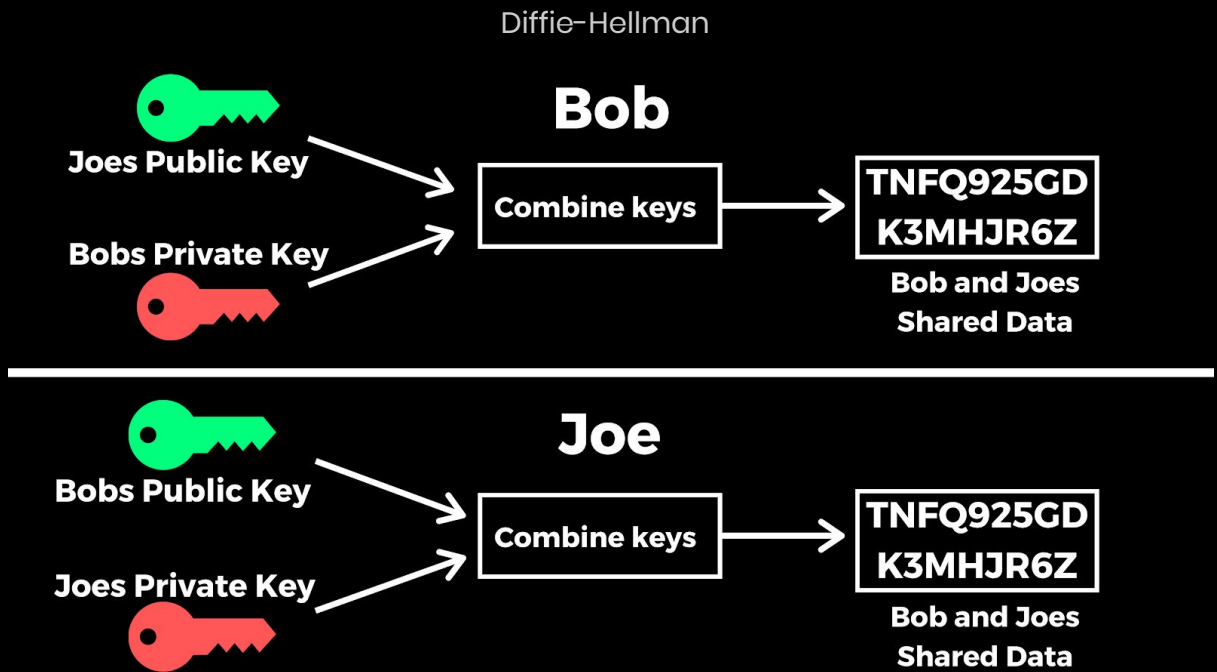 Diffie-Hellman
Bob
Joes Public Key
Bobs Private Key
Combine keys
TNFQ925GD
K3MHJR6Z
Bob and Joes
Shared Data
Joe
Bobs Public Key
Joes Private Key
Combine keys
TNFQ925GD
K3MHJR6Z
Bob and Joes
Shared Data